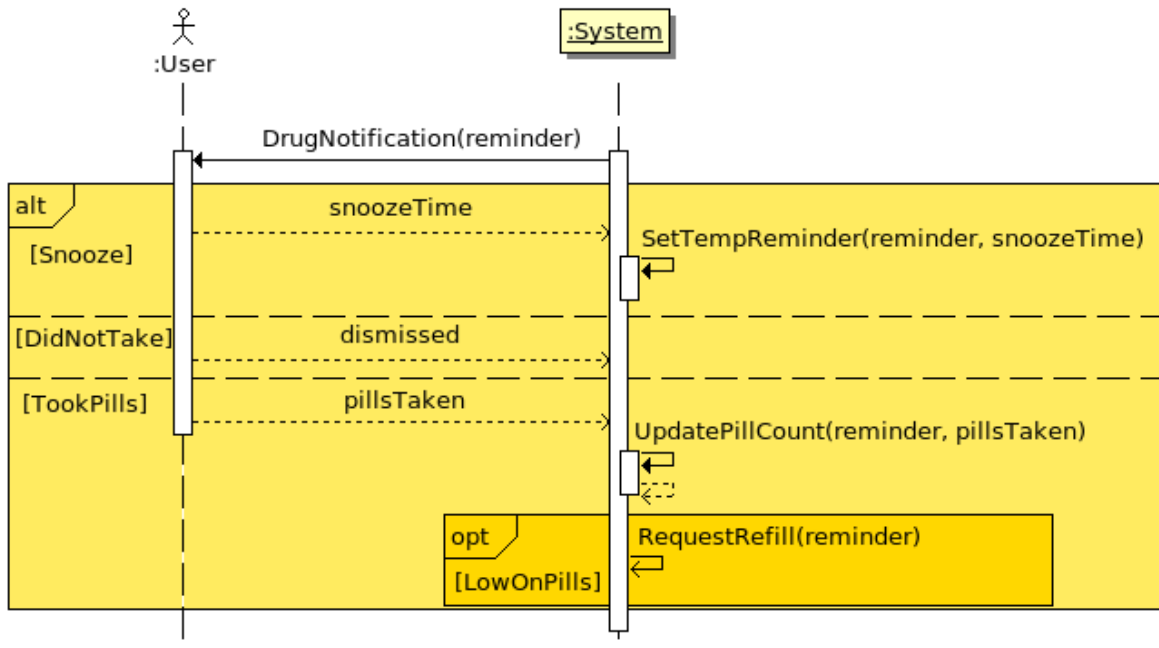 :User
:System
DrugNotification(reminder)
alt
snoozeTime
[Snooze]
SetTempReminder(reminder, snoozeTime)
[DidNotTake]
dismissed
[TookPills]
pillsTaken
UpdatePillCount(reminder, pillsTaken)
opt
RequestRefill(reminder)
[LowOnPills]